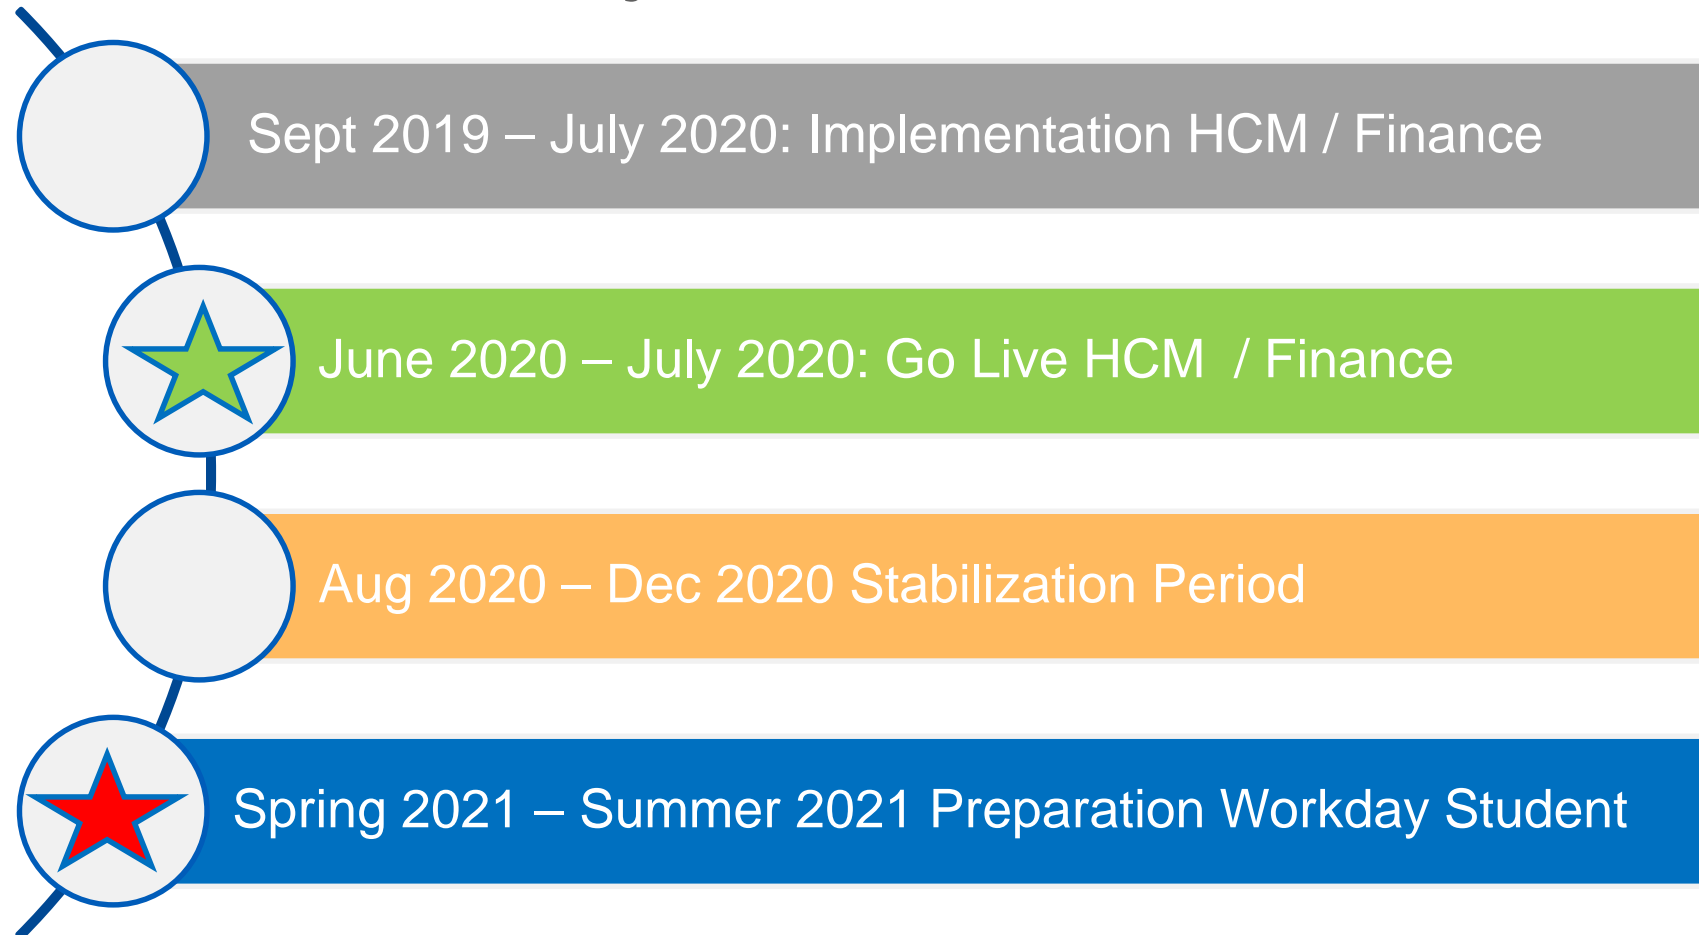 Sept 2019 – July 2020: Implementation HCM / Finance
June 2020 – July 2020: Go Live HCM / Finance
Aug 2020 – Dec 2020 Stabilization Period
Spring 2021 – Summer 2021 Preparation Workday Student